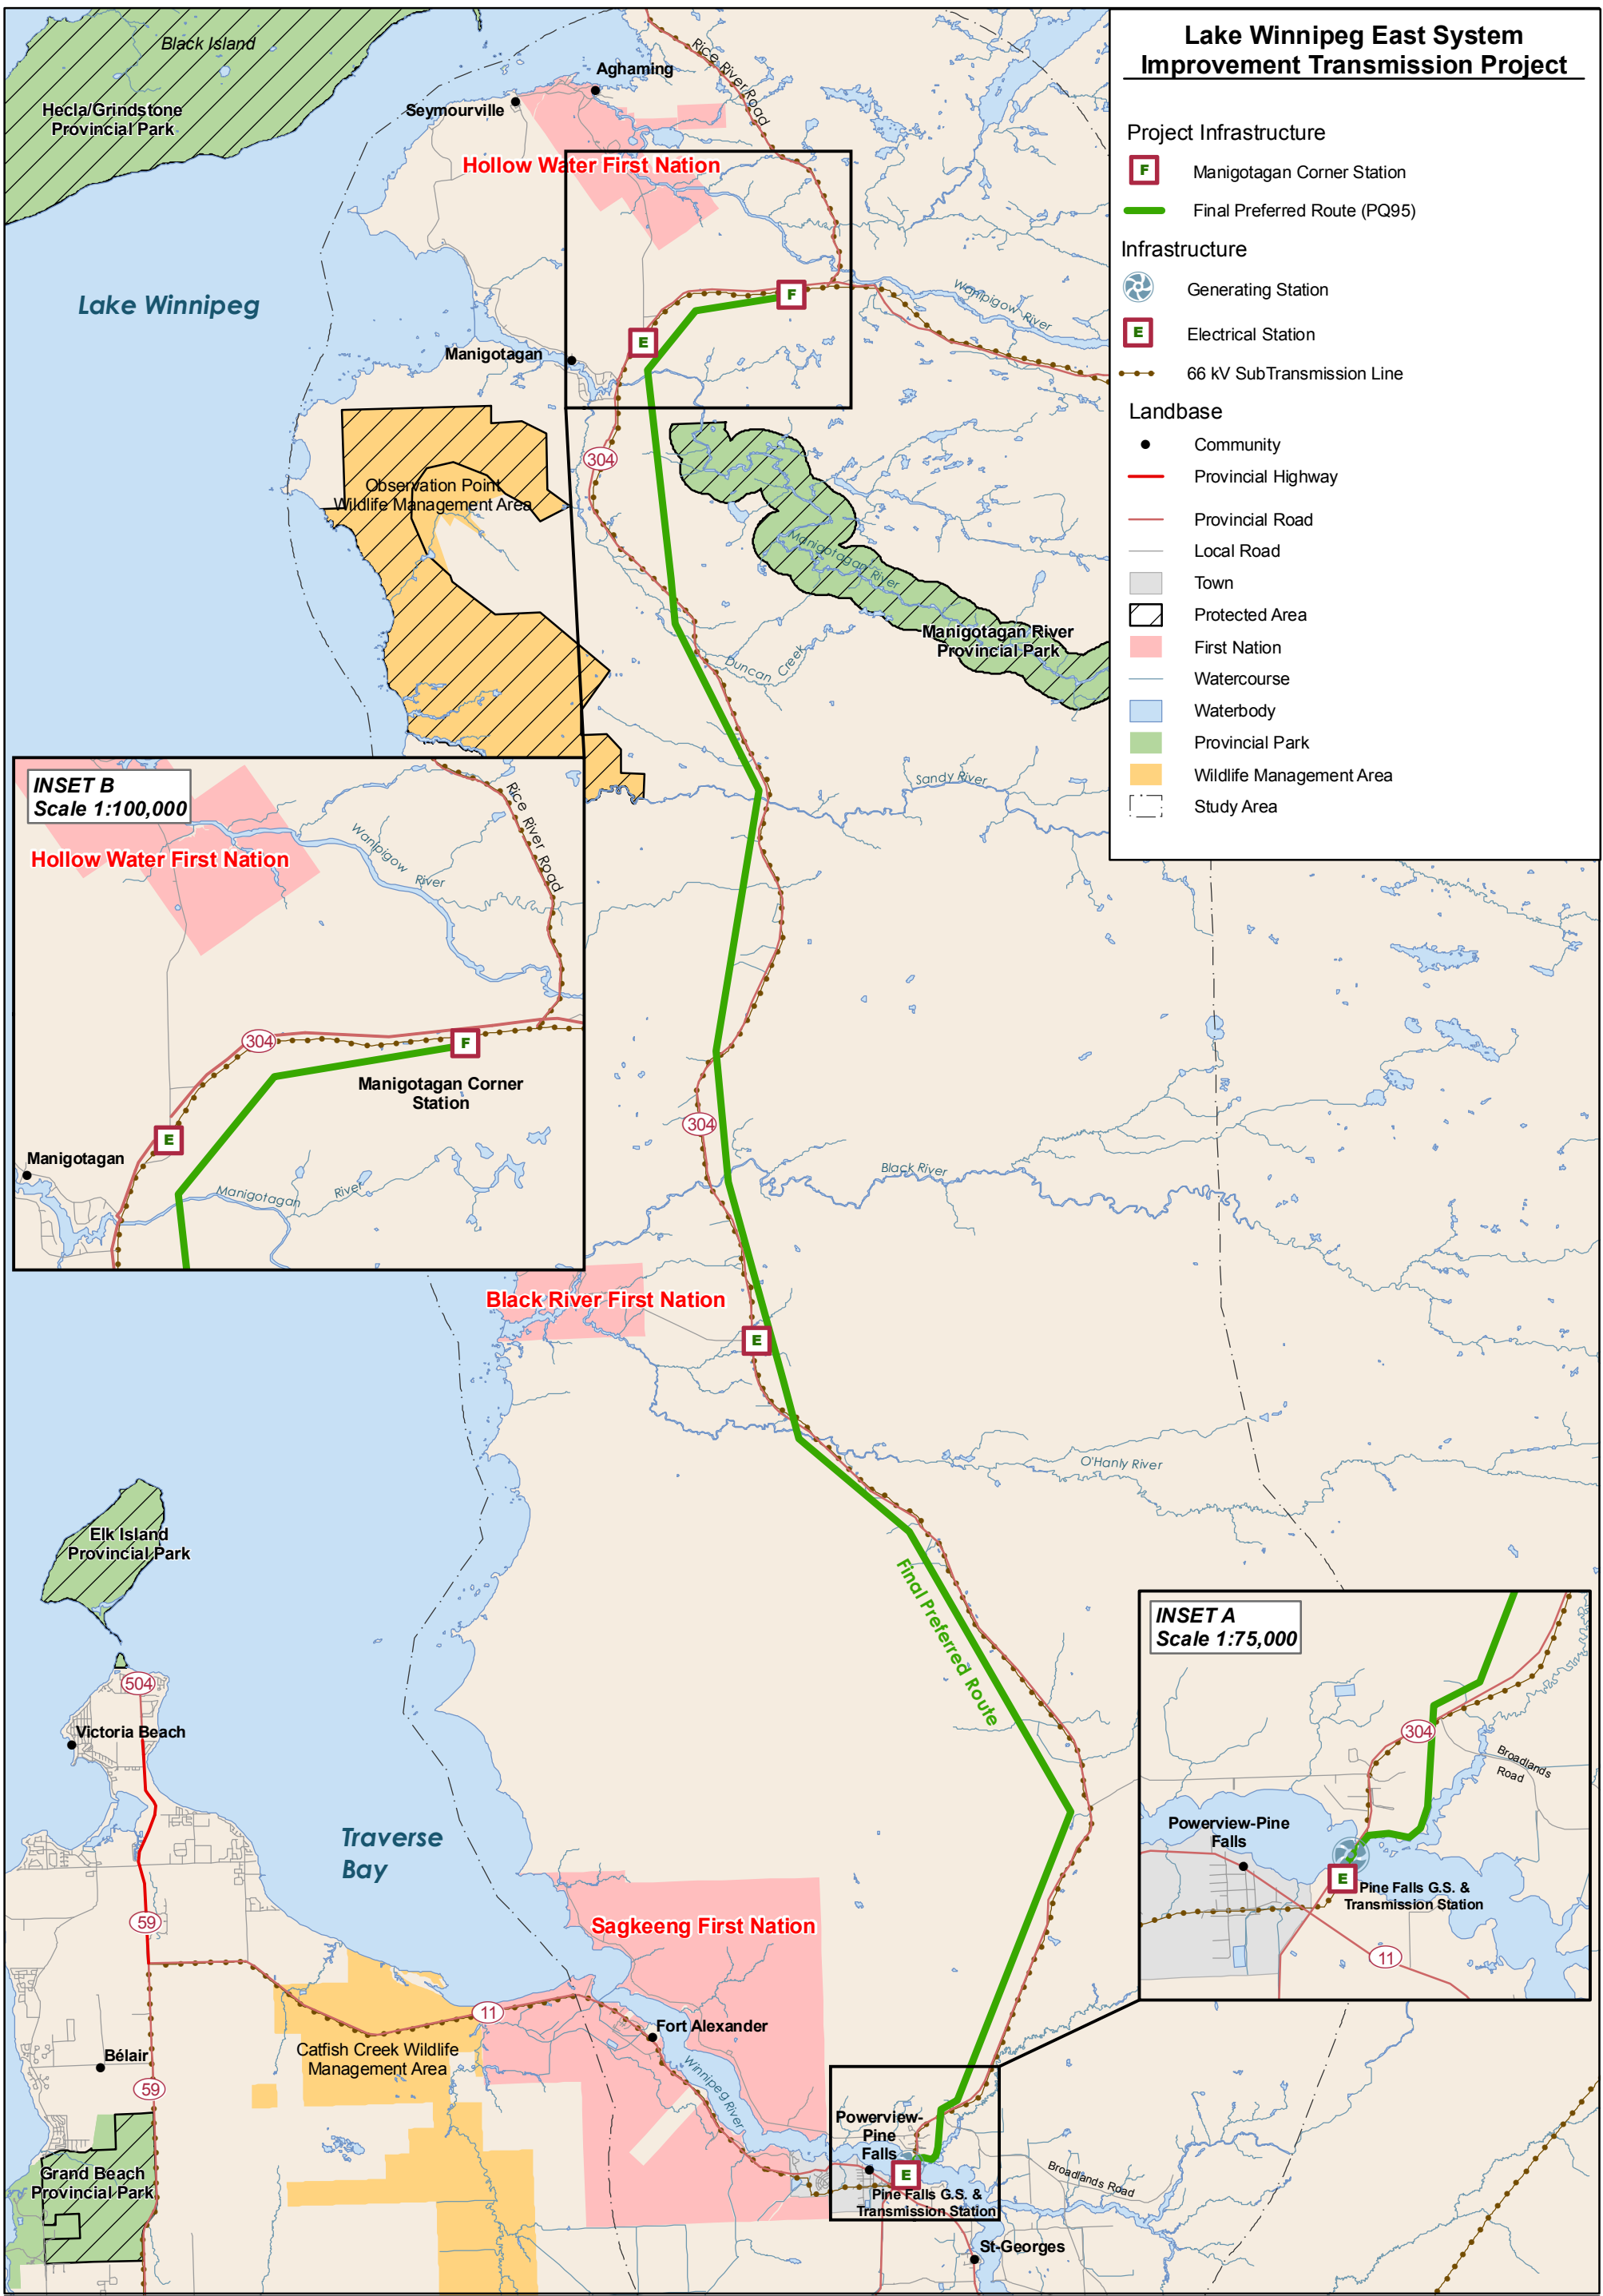 Lake Winnipeg East System
Improvement Transmission Project
Project Infrastructure
F
Manigotagan Corner Station
Final Preferred Route (PQ95)
Infrastructure
Generating Station
E
Electrical Station
66 kV SubTransmission Line
Landbase
Community
Provincial Highway
Provincial Road
Local Road
Town
Protected Area
First Nation
Watercourse
Waterbody
Provincial Park
Wildlife Management Area
Study Area
Black Island
Hecla/Grindstone
Provincial Park
Aghaming
Seymourville
Rice River Road
Hollow Water First Nation
Lake Winnipeg
F
Wanipigow River
E
Manigotagan
304
Observation Point
Wildlife Management Area
Manigotagan River
Manigotagan River
Provincial Park
Duncan Creek
Sandy River
INSET B
Scale 1:100,000
Hollow Water First Nation
Wanipigow River
Rice River Road
304
F
Manigotagan Corner
Station
E
Manigotagan
Manigotagan River
304
Black River
Black River First Nation
E
O'Hanly River
Elk Island
Provincial Park
Final Preferred Route
504
Victoria Beach
Traverse
Bay
59
Sagkeeng First Nation
11
Fort Alexander
Catfish Creek Wildlife
Management Area
Bélair
59
Winnipeg River
Grand Beach
Provincial Park
Powerview-
Pine
Falls
E
Pine Falls G.S. &
Transmission Station
Broadlands Road
St-Georges
INSET A
Scale 1:75,000
304
Broadlands
Road
Powerview-Pine
Falls
E
Pine Falls G.S. &
Transmission Station
11